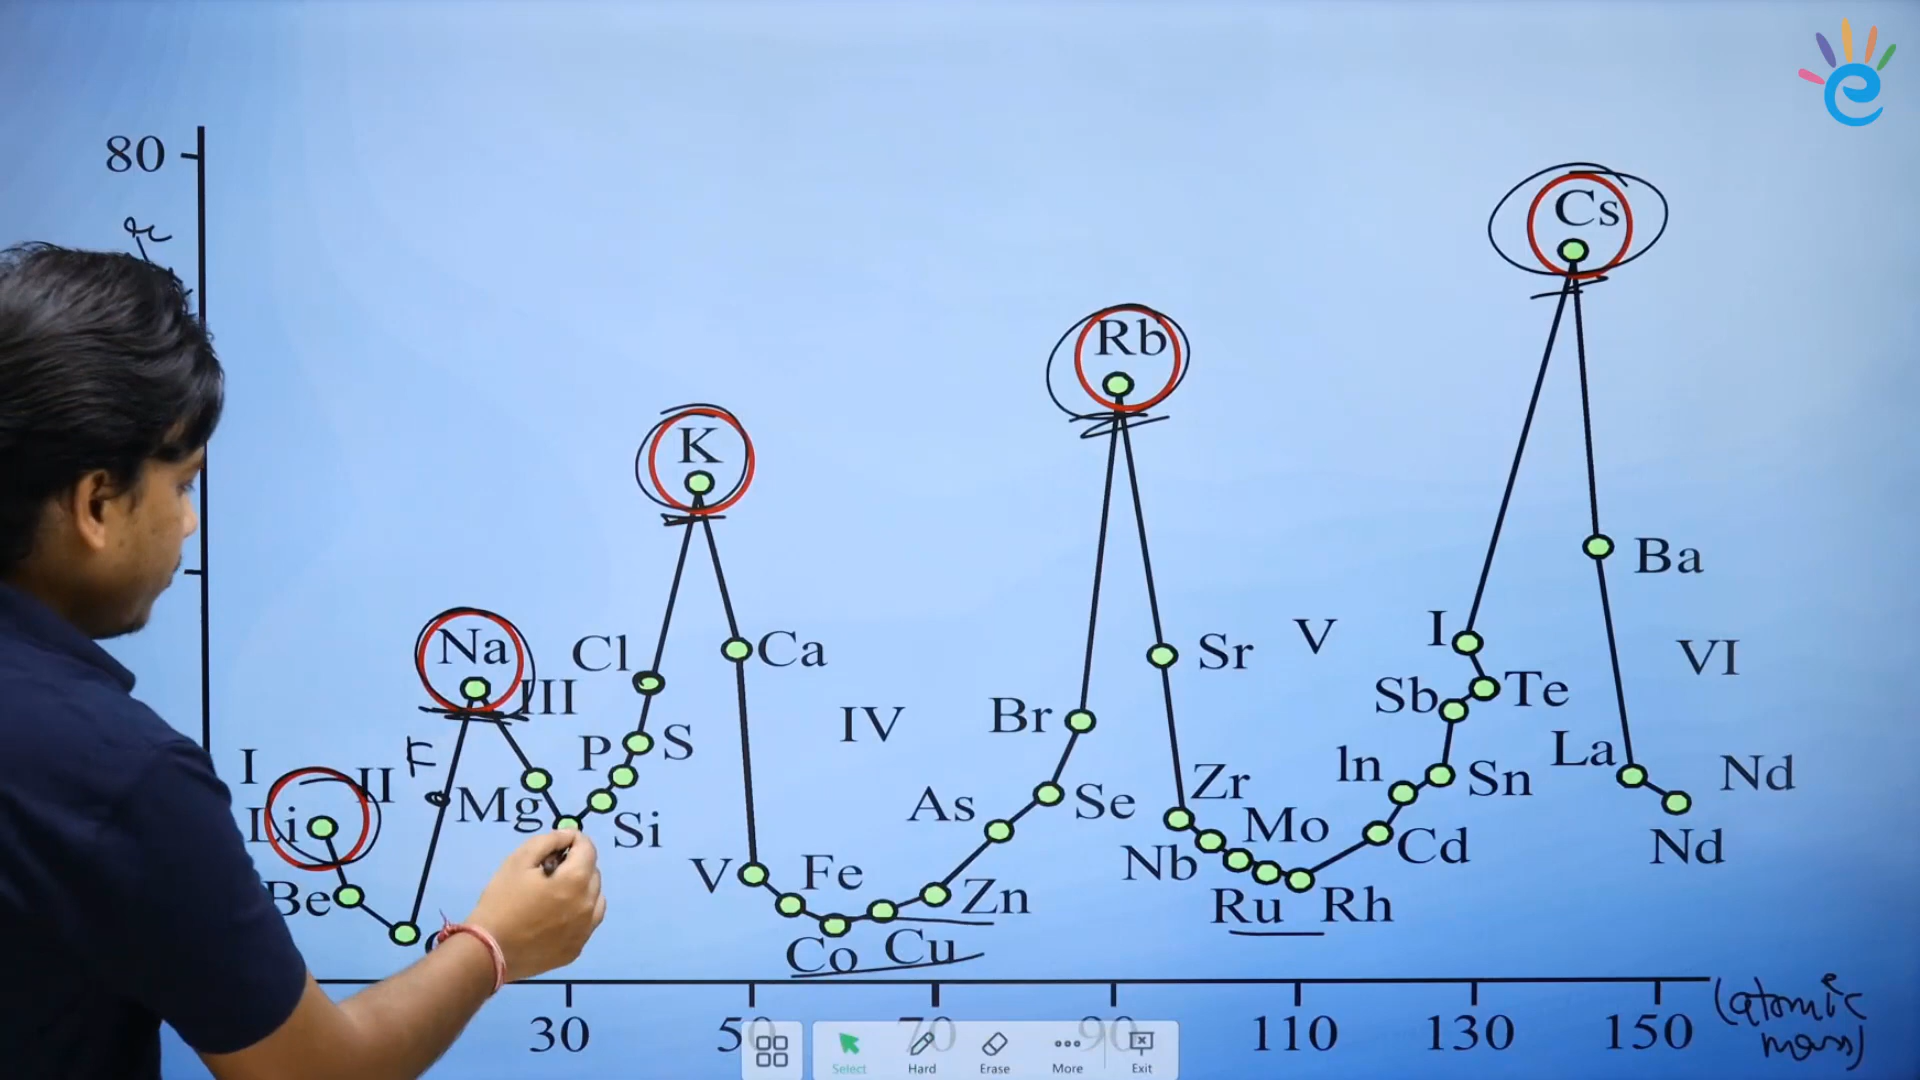 80
Cs
Rb
K
Ba
Na
III
Cl
Ca
Sr
V
I
VI
Sb
Te
F
P
S
IV
Br
I
II
Li
Mg
Si
As
Se
Zr
In
Sn
La
Nd
Nb
Mo
Cd
Nd
Be
V
Fe
Zn
Ru
Rh
Co
Cu
30
50
70
90
110
130
150
(atomic
mass)
Select
Hard
Erase
More
Exit